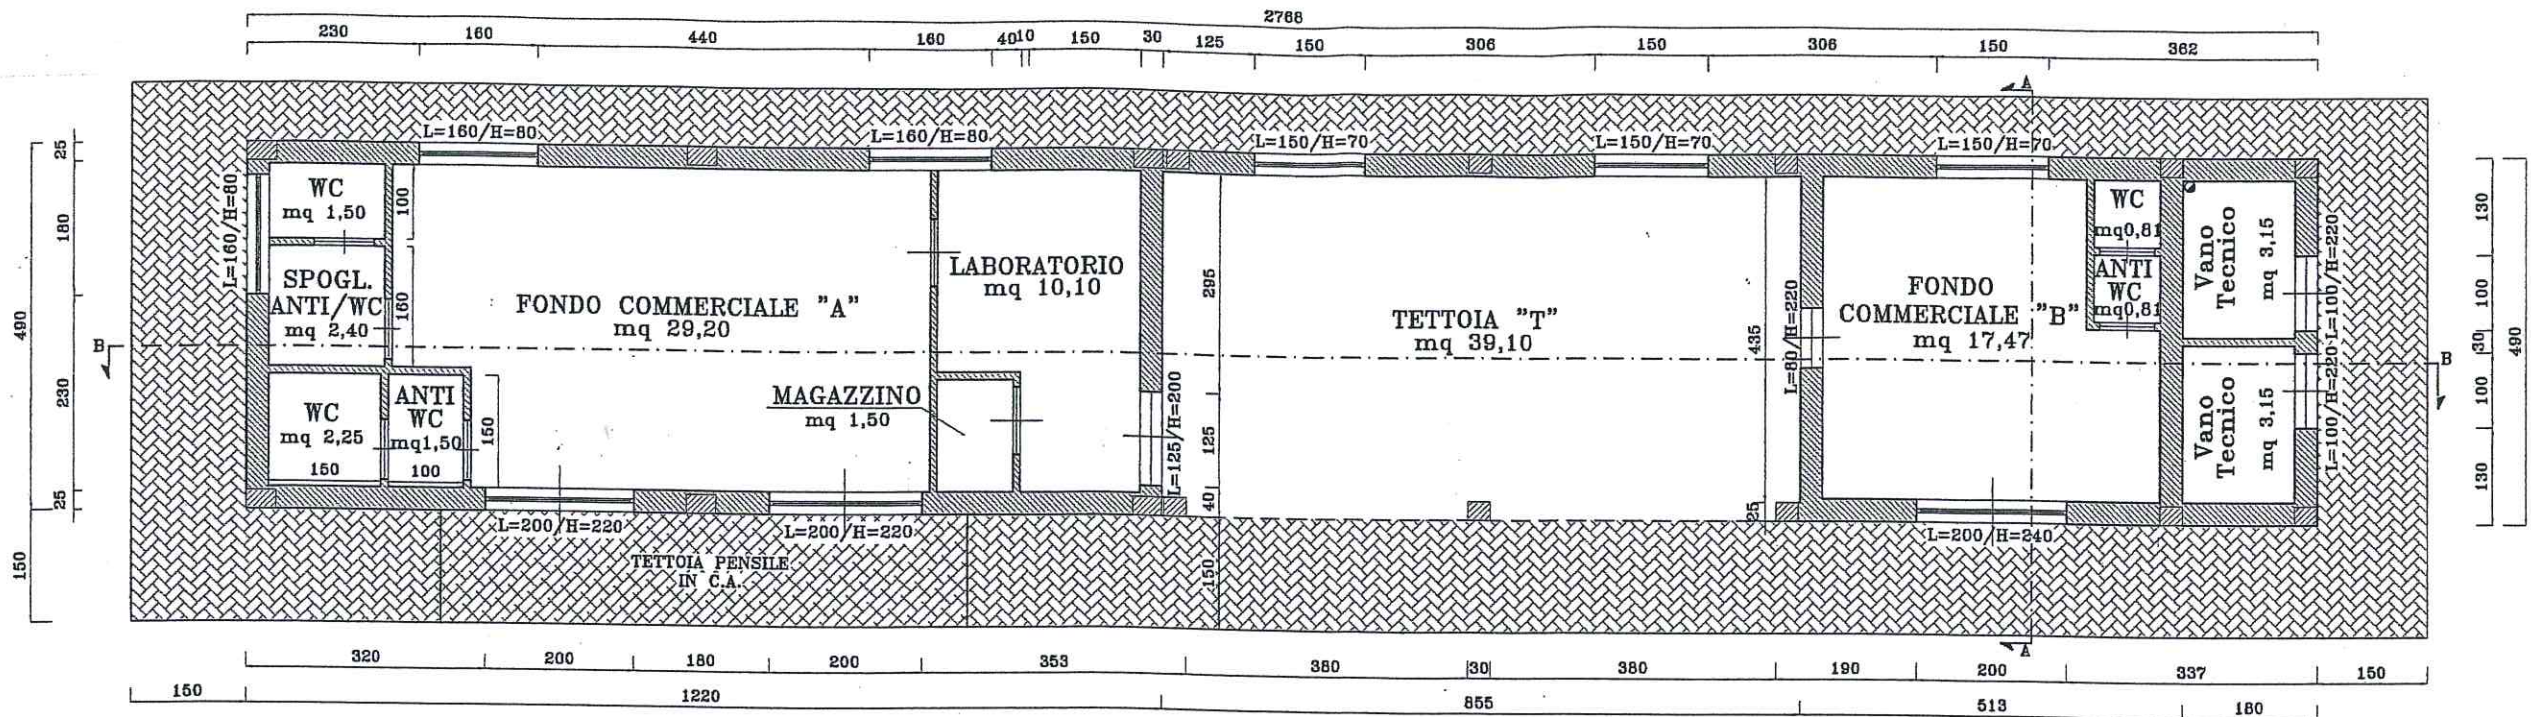 2768
230 160 440 160 40 10 150 30 125 150 306 150 306 150 362
A
L=160/H=80
L=160/H=80
L=150/H=70
L=150/H=70
L=150/H=70
25
180
490
230
25
150
L=160/H=80
WC
mq 1,50
100
SPOGL.
ANTI/WC
mq 2,40
160
B
WC
mq 2,25
150
ANTI
WC
mq1,50
100
150
FONDO COMMERCIALE "A"
mq 29,20
LABORATORIO
mq 10,10
MAGAZZINO
mq 1,50
L=125/H=200
295
125
40
150
TETTOIA "T"
mq 39,10
435
25
L=80/H=220
FONDO
COMMERCIALE "B"
mq 17,47
WC
mq0,81
ANTI
WC
mq0,81
Vano
Tecnico
mq 3,15
Vano
Tecnico
mq 3,15
L=100/H=220
L=100/H=220
B
130
100
30
100
130
490
L=200/H=220
L=200/H=220
L=200/H=240
TETTOIA PENSILE
IN C.A.
A
320 200 180 200 353 380 30 380 190 200 337 150
150 1220 855 513 180